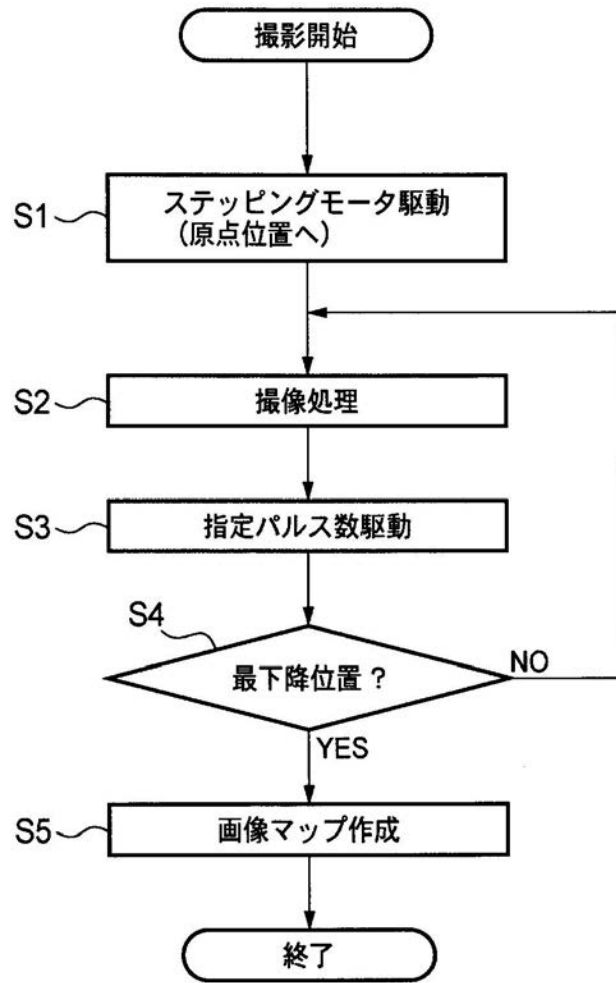 撮影開始
S1
ステッピングモータ駆動
(原点位置へ)
S2
撮像処理
S3
指定パルス数駆動
S4
最下降位置？
NO
YES
S5
画像マップ作成
終了